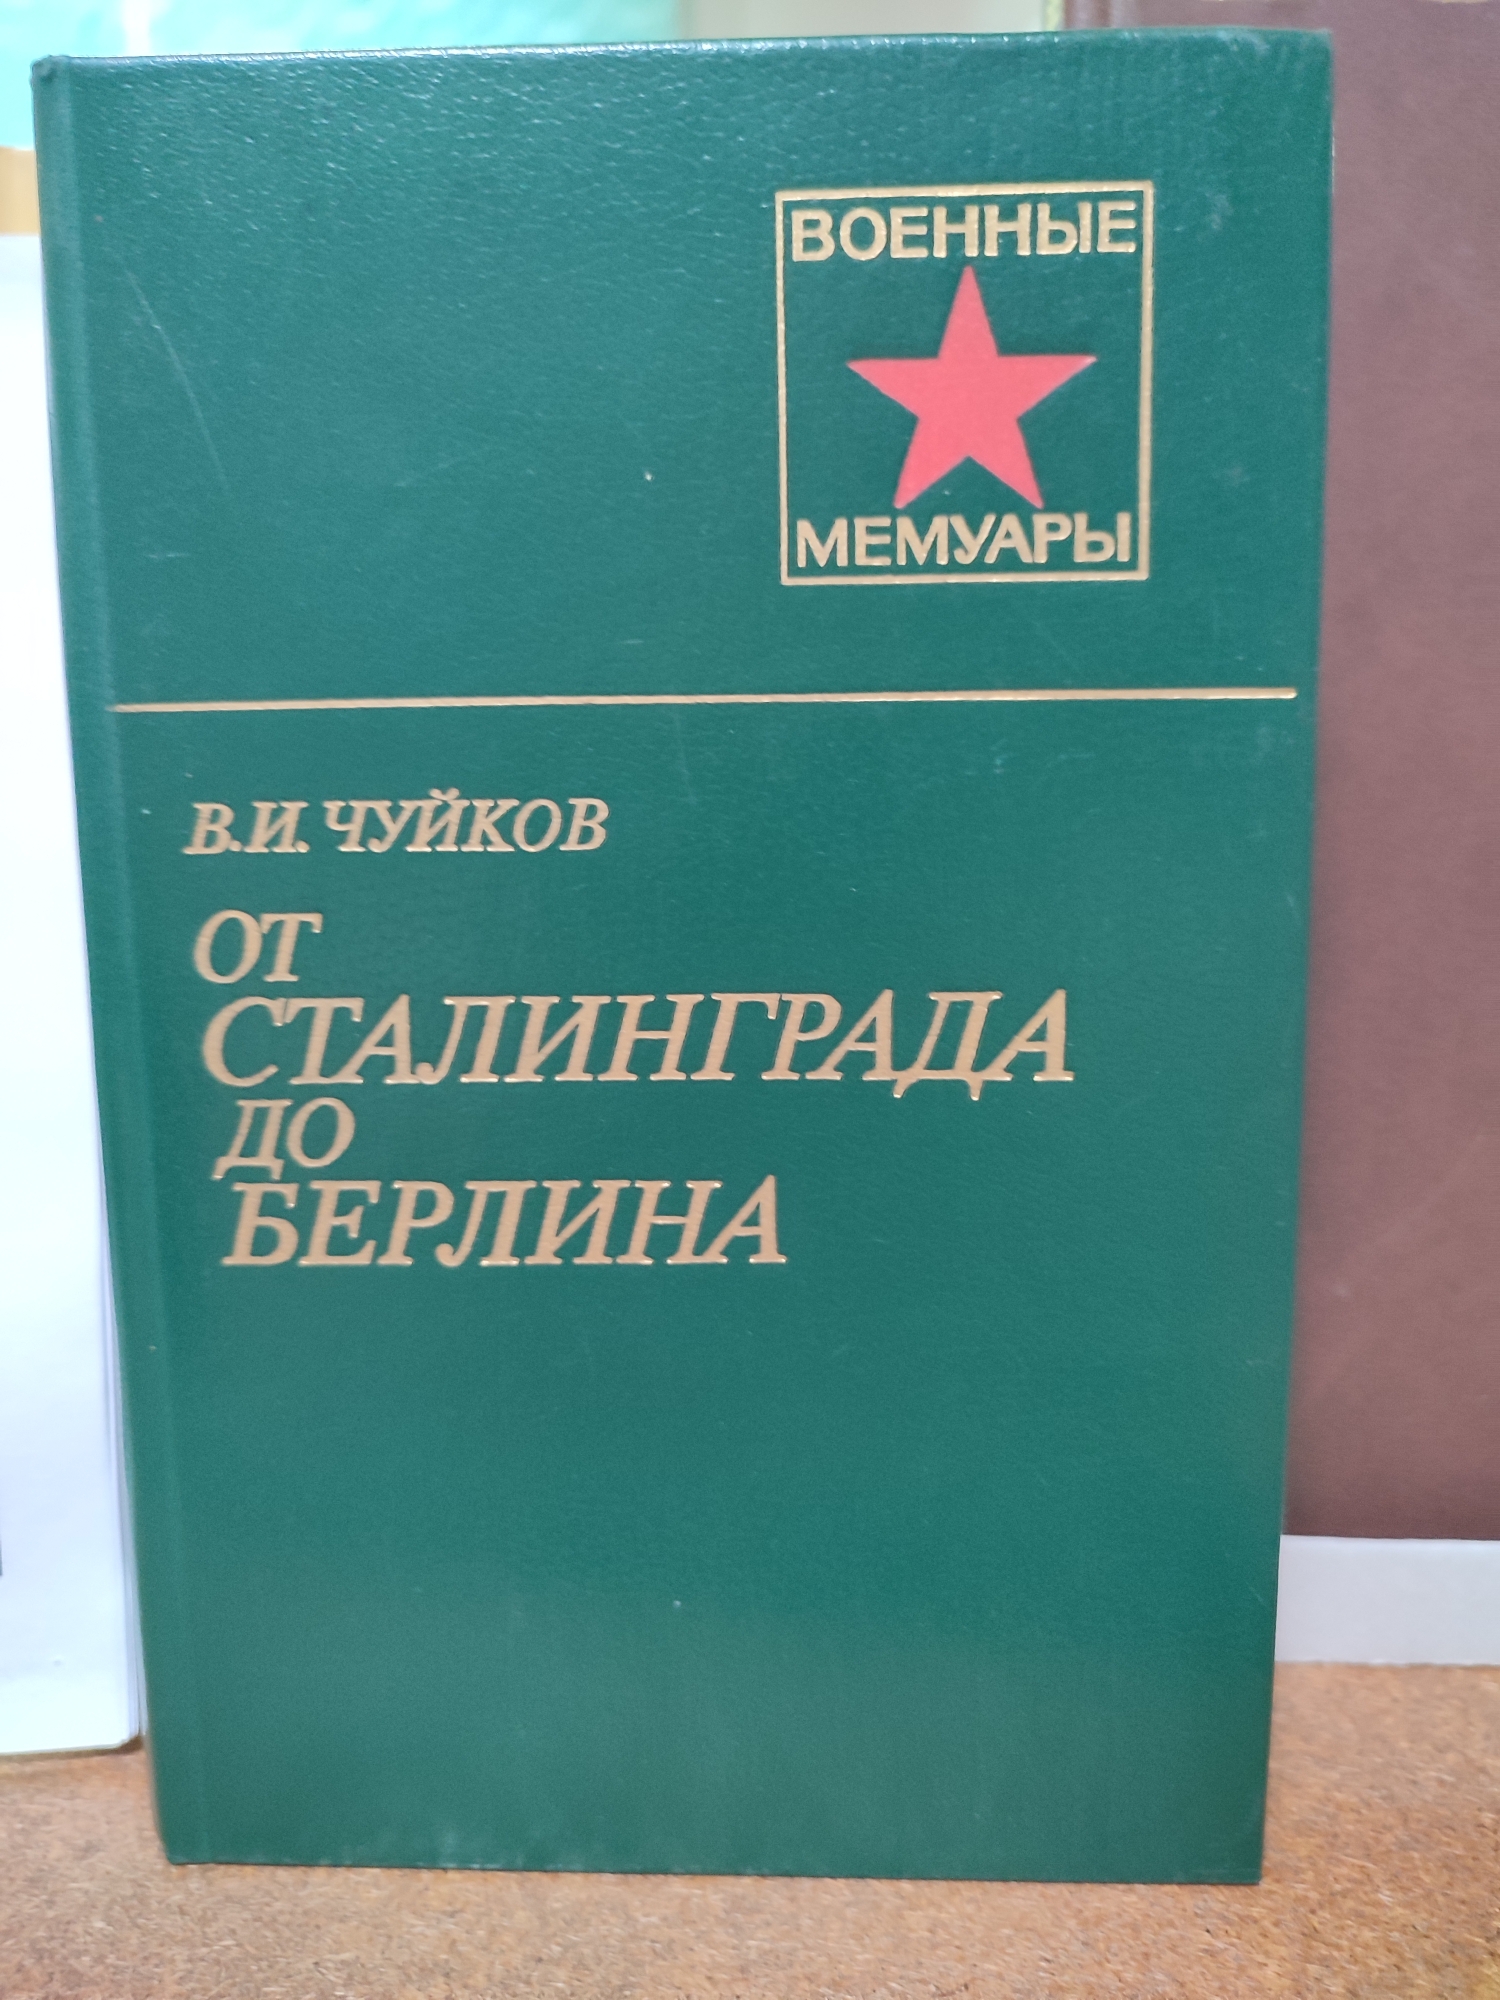 ВОЕННЫЕ
МЕМУАРЫ
В.И. ЧУЙКОВ
ОТ
СТАЛИНГРАДА
ДО
БЕРЛИНА